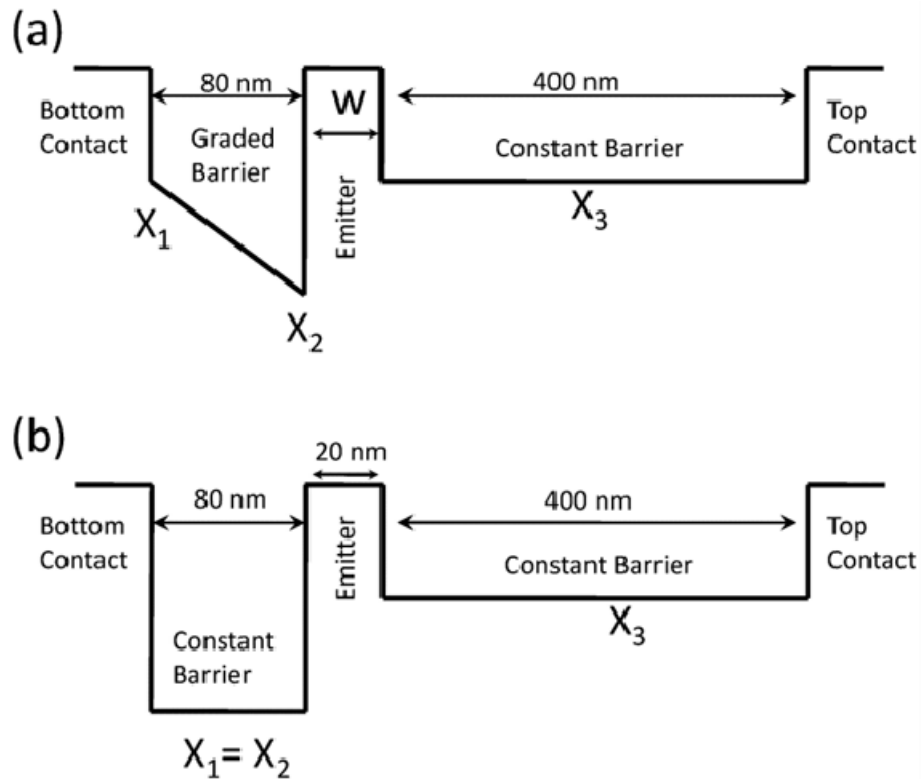 (a)
80 nm
W
400 nm
Bottom
Contact
Graded
Barrier
Emitter
Constant Barrier
Top
Contact
X₁
X₂
X₃
(b)
20 nm
80 nm
400 nm
Bottom
Contact
Emitter
Constant Barrier
Top
Contact
Constant
Barrier
X₃
X₁= X₂